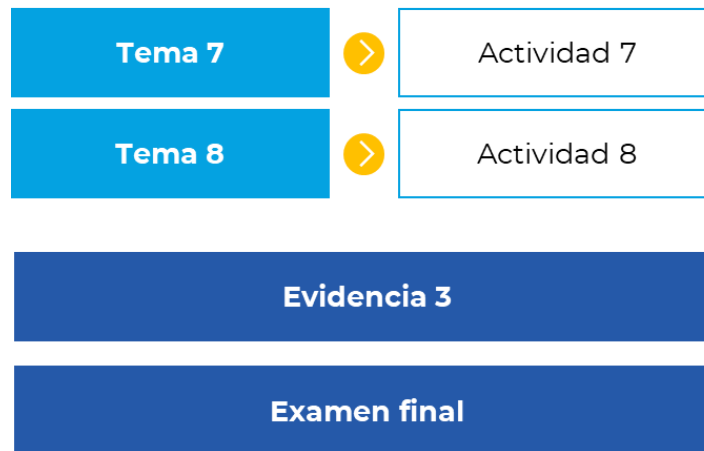 Tema 7
Actividad 7
Tema 8
Actividad 8
Evidencia 3
Examen final